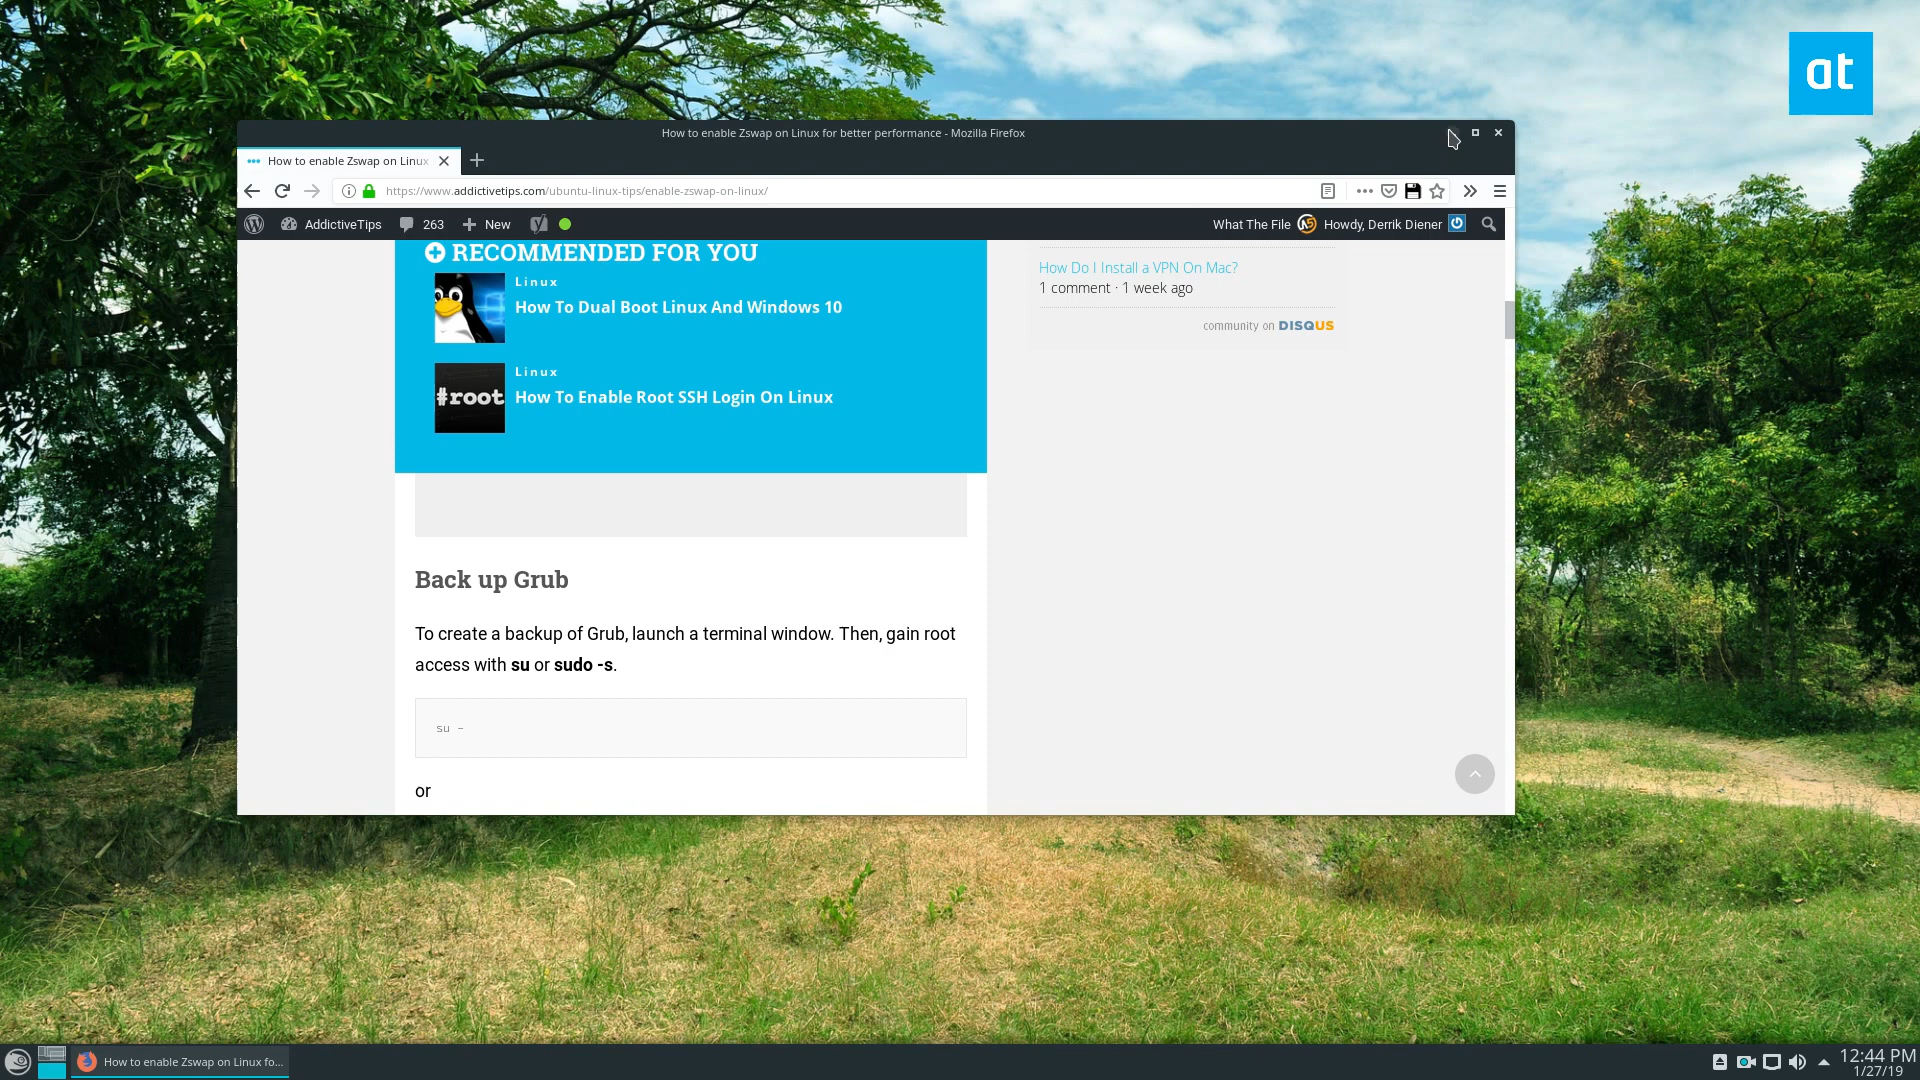 at
How to enable Zswap on Linux for better performance - Mozilla Firefox
How to enable Zswap on Linux
https://www.addictivetips.com/ubuntu-linux-tips/enable-zswap-on-linux/
AddictiveTips 263 New What The File Howdy, Derrik Diener
RECOMMENDED FOR YOU
Linux
How To Dual Boot Linux And Windows 10
#root
Linux
How To Enable Root SSH Login On Linux
How Do I Install a VPN On Mac?
1 comment · 1 week ago
community on DISQUS
Back up Grub
To create a backup of Grub, launch a terminal window. Then, gain root
access with su or sudo -s.
su -
or
How to enable Zswap on Linux fo...
12:44 PM
1/27/19